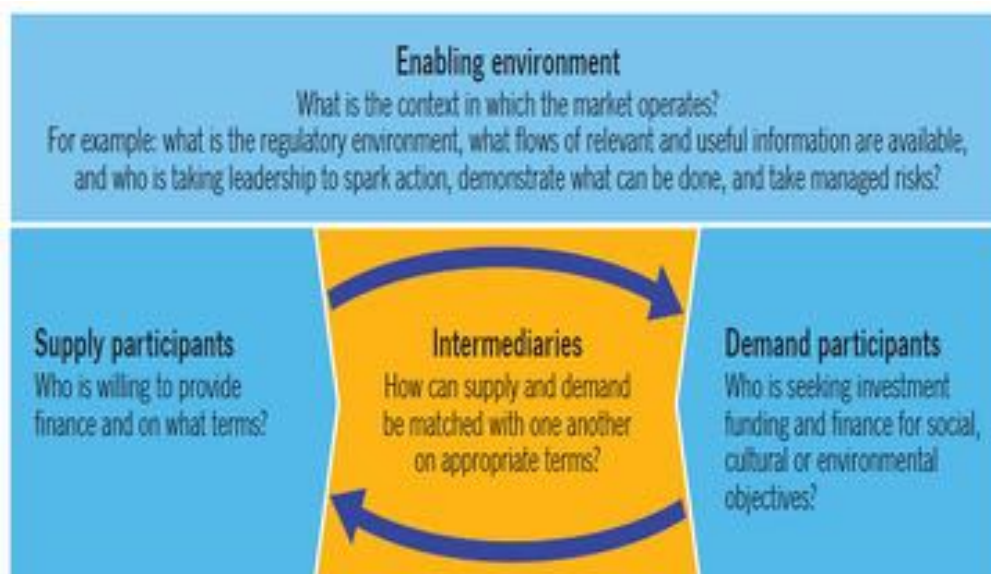 Enabling environment
What is the context in which the market operates?
For example: what is the regulatory environment, what flows of relevant and useful information are available,
and who is taking leadership to spark action, demonstrate what can be done, and take managed risks?
Supply participants
Who is willing to provide
finance and on what terms?
Intermediaries
How can supply and demand
be matched with one another
on appropriate terms?
Demand participants
Who is seeking investment
funding and finance for social,
cultural or environmental
objectives?